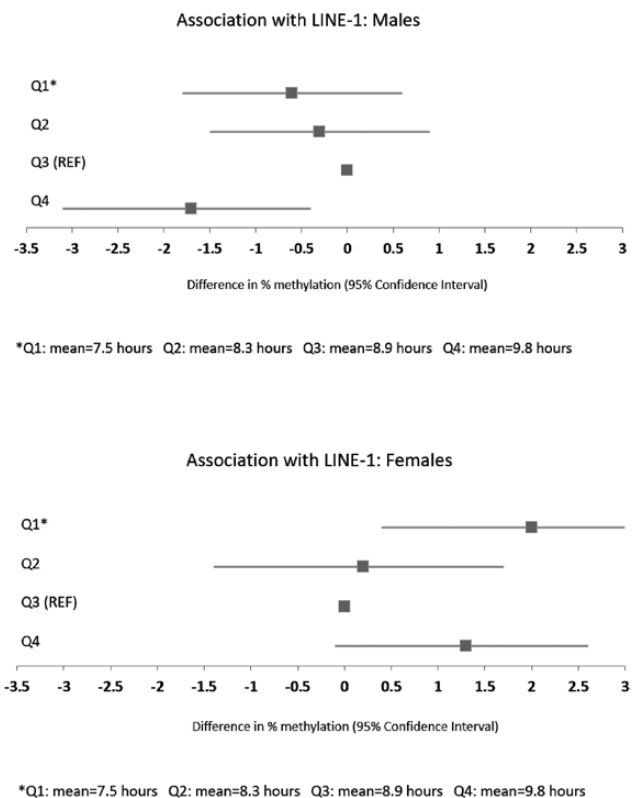 Association with LINE-1: Males
Q1*
Q2
Q3 (REF)
Q4
-3.5 -3 -2.5 -2 -1.5 -1 -0.5 0 0.5 1 1.5 2 2.5 3
Difference in % methylation (95% Confidence Interval)
*Q1: mean=7.5 hours Q2: mean=8.3 hours Q3: mean=8.9 hours Q4: mean=9.8 hours
Association with LINE-1: Females
Q1*
Q2
Q3 (REF)
Q4
-3.5 -3 -2.5 -2 -1.5 -1 -0.5 0 0.5 1 1.5 2 2.5 3
Difference in % methylation (95% Confidence Interval)
*Q1: mean=7.5 hours Q2: mean=8.3 hours Q3: mean=8.9 hours Q4: mean=9.8 hours